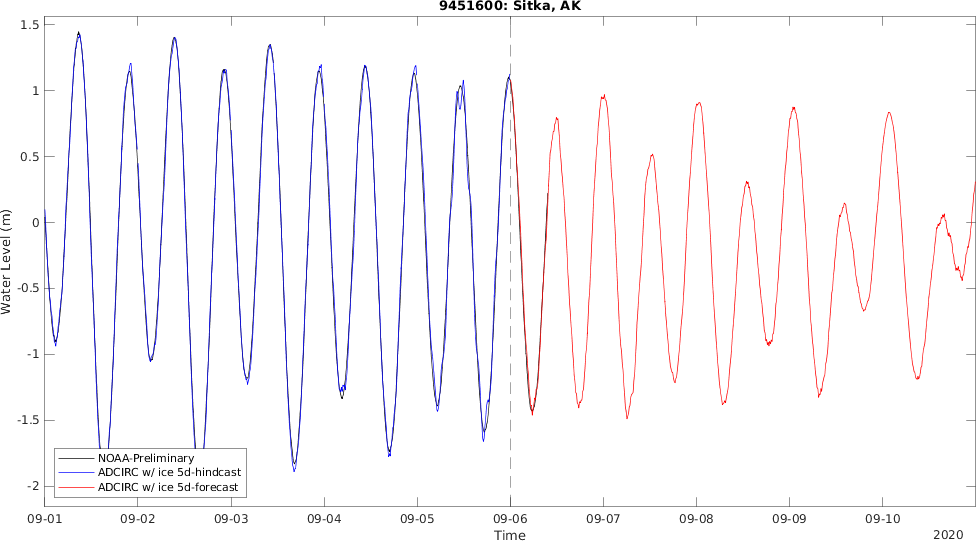 9451600: Sitka, AK
1.5
1
0.5
0
-0.5
-1
-1.5
-2
Water Level (m)
NOAA-Preliminary
ADCIRC w/ ice 5d-hindcast
ADCIRC w/ ice 5d-forecast
09-01 09-02 09-03 09-04 09-05 09-06 09-07 09-08 09-09 09-10
Time
2020